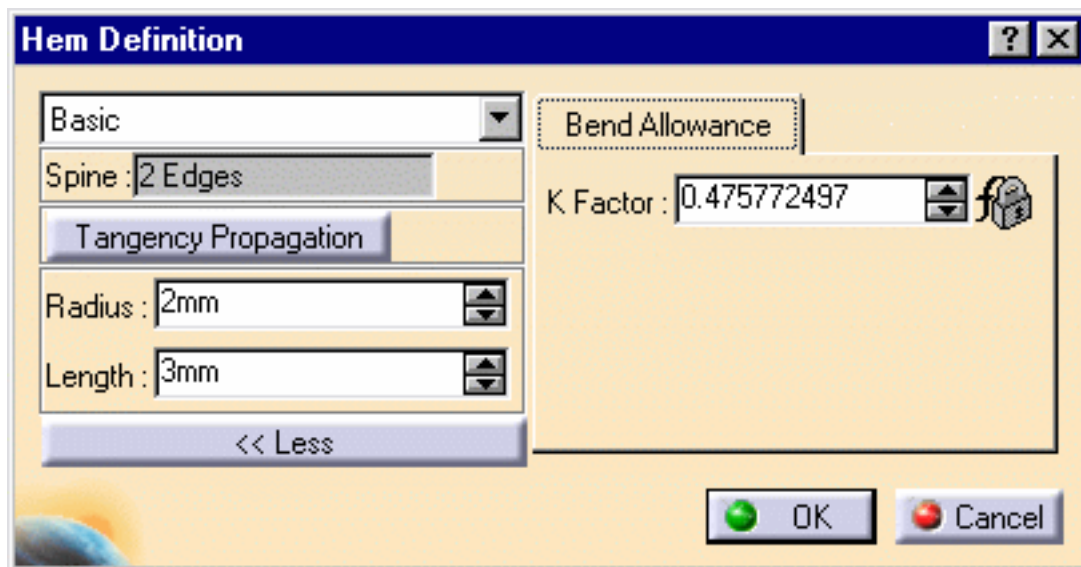 Hem Definition
Basic
Spine : 2 Edges
Tangency Propagation
Radius : 2mm
Length : 3mm
<< Less
Bend Allowance
K Factor : 0.475772497
OK
Cancel